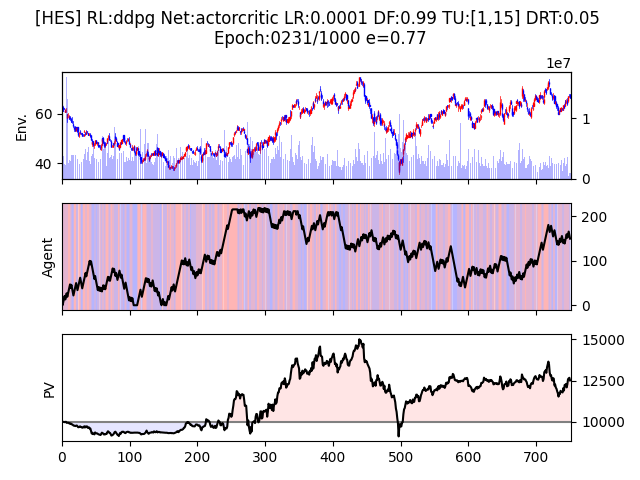 [HES] RL:ddpg Net:actorcritic LR:0.0001 DF:0.99 TU:[1,15] DRT:0.05
Epoch:0231/1000 e=0.77
1e7
Env.
60
40
1
0
Agent
200
100
0
PV
15000
12500
10000
0 100 200 300 400 500 600 700